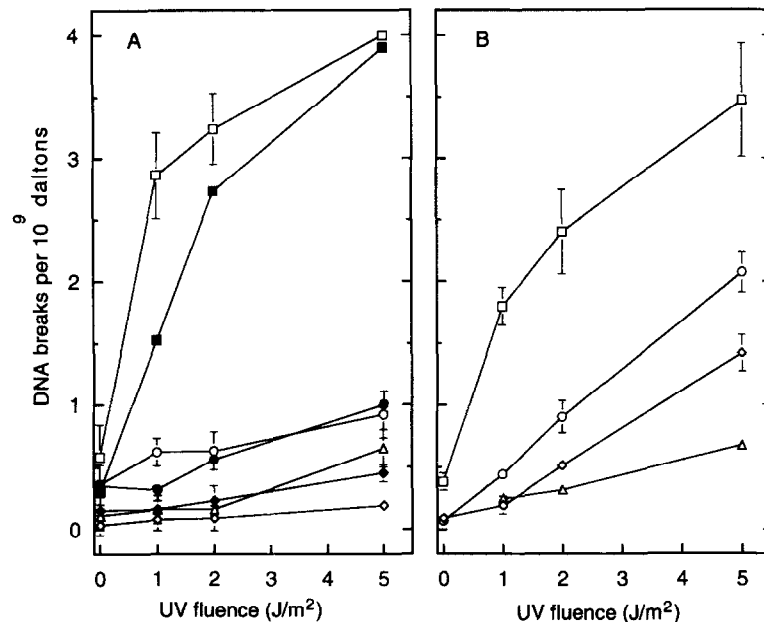 A
B
4
3
2
1
0
DNA breaks per 10⁹ daltons
0 1 2 3 4 5
UV fluence (J/m²)
0 1 2 3 4 5
UV fluence (J/m²)